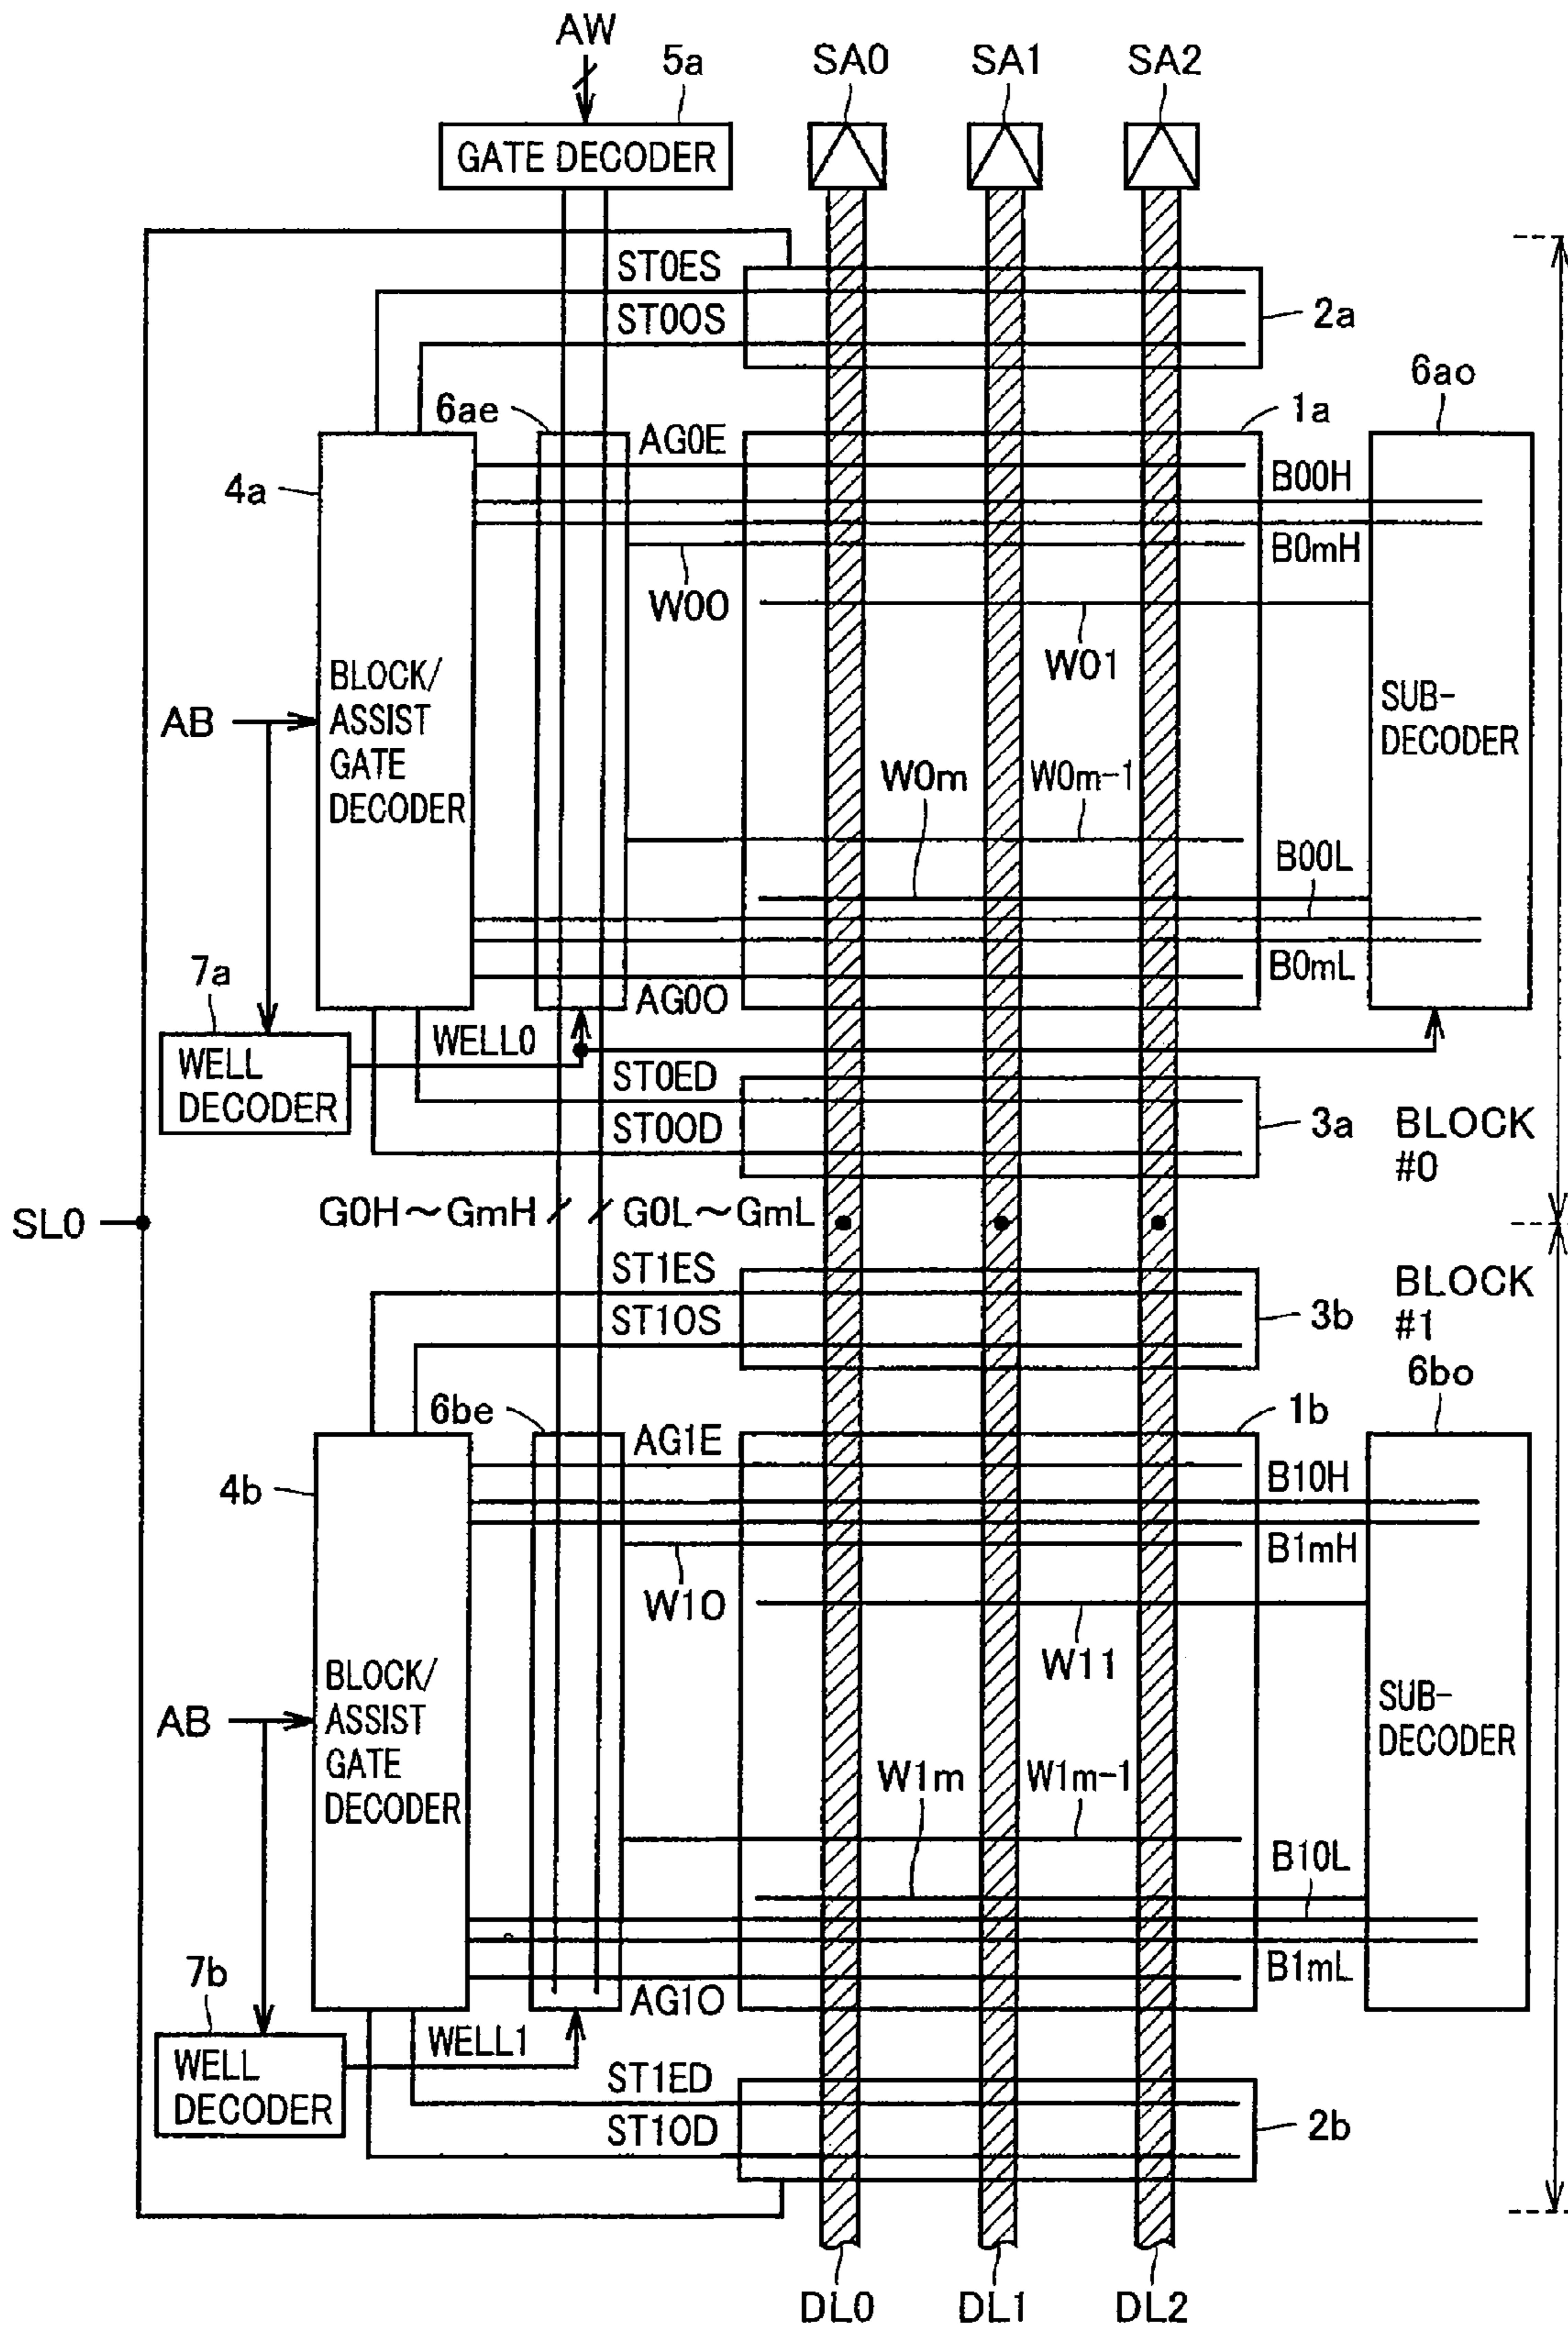 AW
5a
SA0
SA1
SA2
GATE DECODER
ST0ES
ST0OS
2a
6ae
AG0E
1a
6ao
4a
B00H
B0mH
W00
W01
BLOCK/
ASSIST
GATE
DECODER
AB
SUB-
DECODER
W0m
W0m-1
B00L
7a
B0mL
AG0O
WELL0
WELL
DECODER
ST0ED
ST0OD
3a
BLOCK
#0
SL0
G0H~GmH
G0L~GmL
ST1ES
ST1OS
BLOCK
#1
3b
6bo
6be
AG1E
1b
4b
B10H
B1mH
W10
W11
BLOCK/
ASSIST
GATE
DECODER
AB
SUB-
DECODER
W1m
W1m-1
B10L
7b
B1mL
AG1O
WELL1
WELL
DECODER
ST1ED
ST1OD
2b
DL0
DL1
DL2